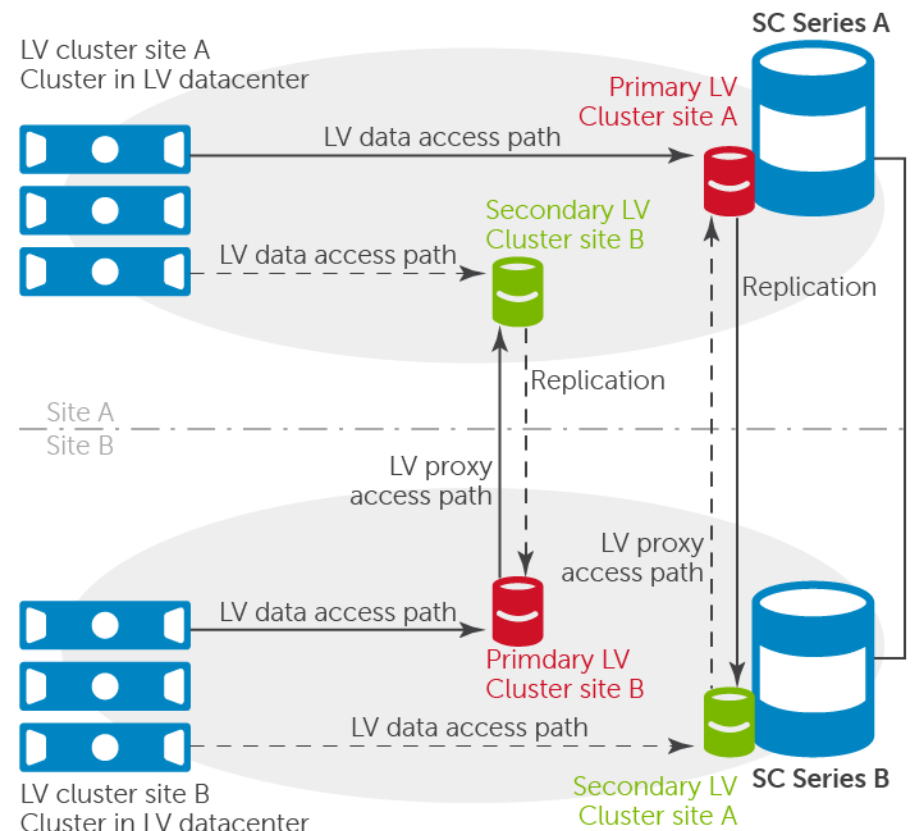 SC Series A
LV cluster site A
Cluster in LV datacenter
Primary LV
Cluster site A
LV data access path
Secondary LV
Cluster site B
LV data access path
Replication
Replication
Site A
Site B
LV proxy
access path
LV proxy
access path
LV data access path
Primdary LV
Cluster site B
LV data access path
SC Series B
Secondary LV
Cluster site A
LV cluster site B
Cluster in LV datacenter